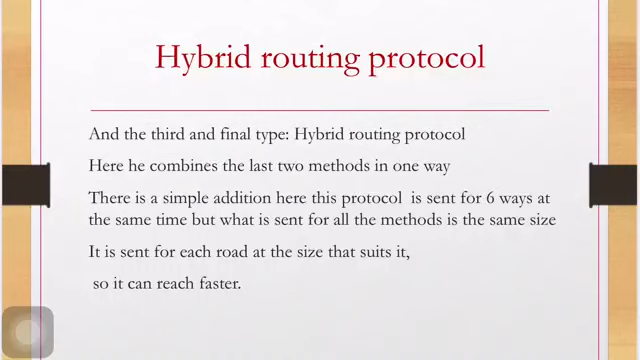 Hybrid routing protocol
And the third and final type: Hybrid routing protocol
Here he combines the last two methods in one way
There is a simple addition here this protocol is sent for 6 ways at
the same time but what is sent for all the methods is the same size
It is sent for each road at the size that suits it,
so it can reach faster.